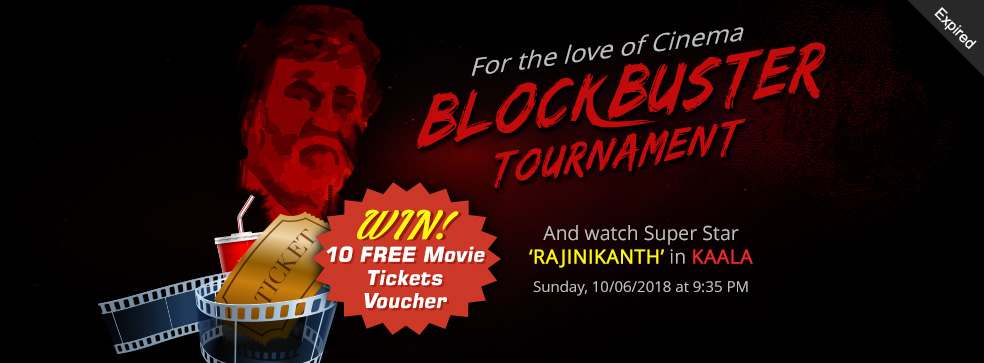 Expired
For the love of Cinema
BLOCKBUSTER
TOURNAMENT
WIN!
10 FREE Movie
Tickets
Voucher
TICKET
And watch Super Star
‘RAJINIKANTH’ in KAALA
Sunday, 10/06/2018 at 9:35 PM